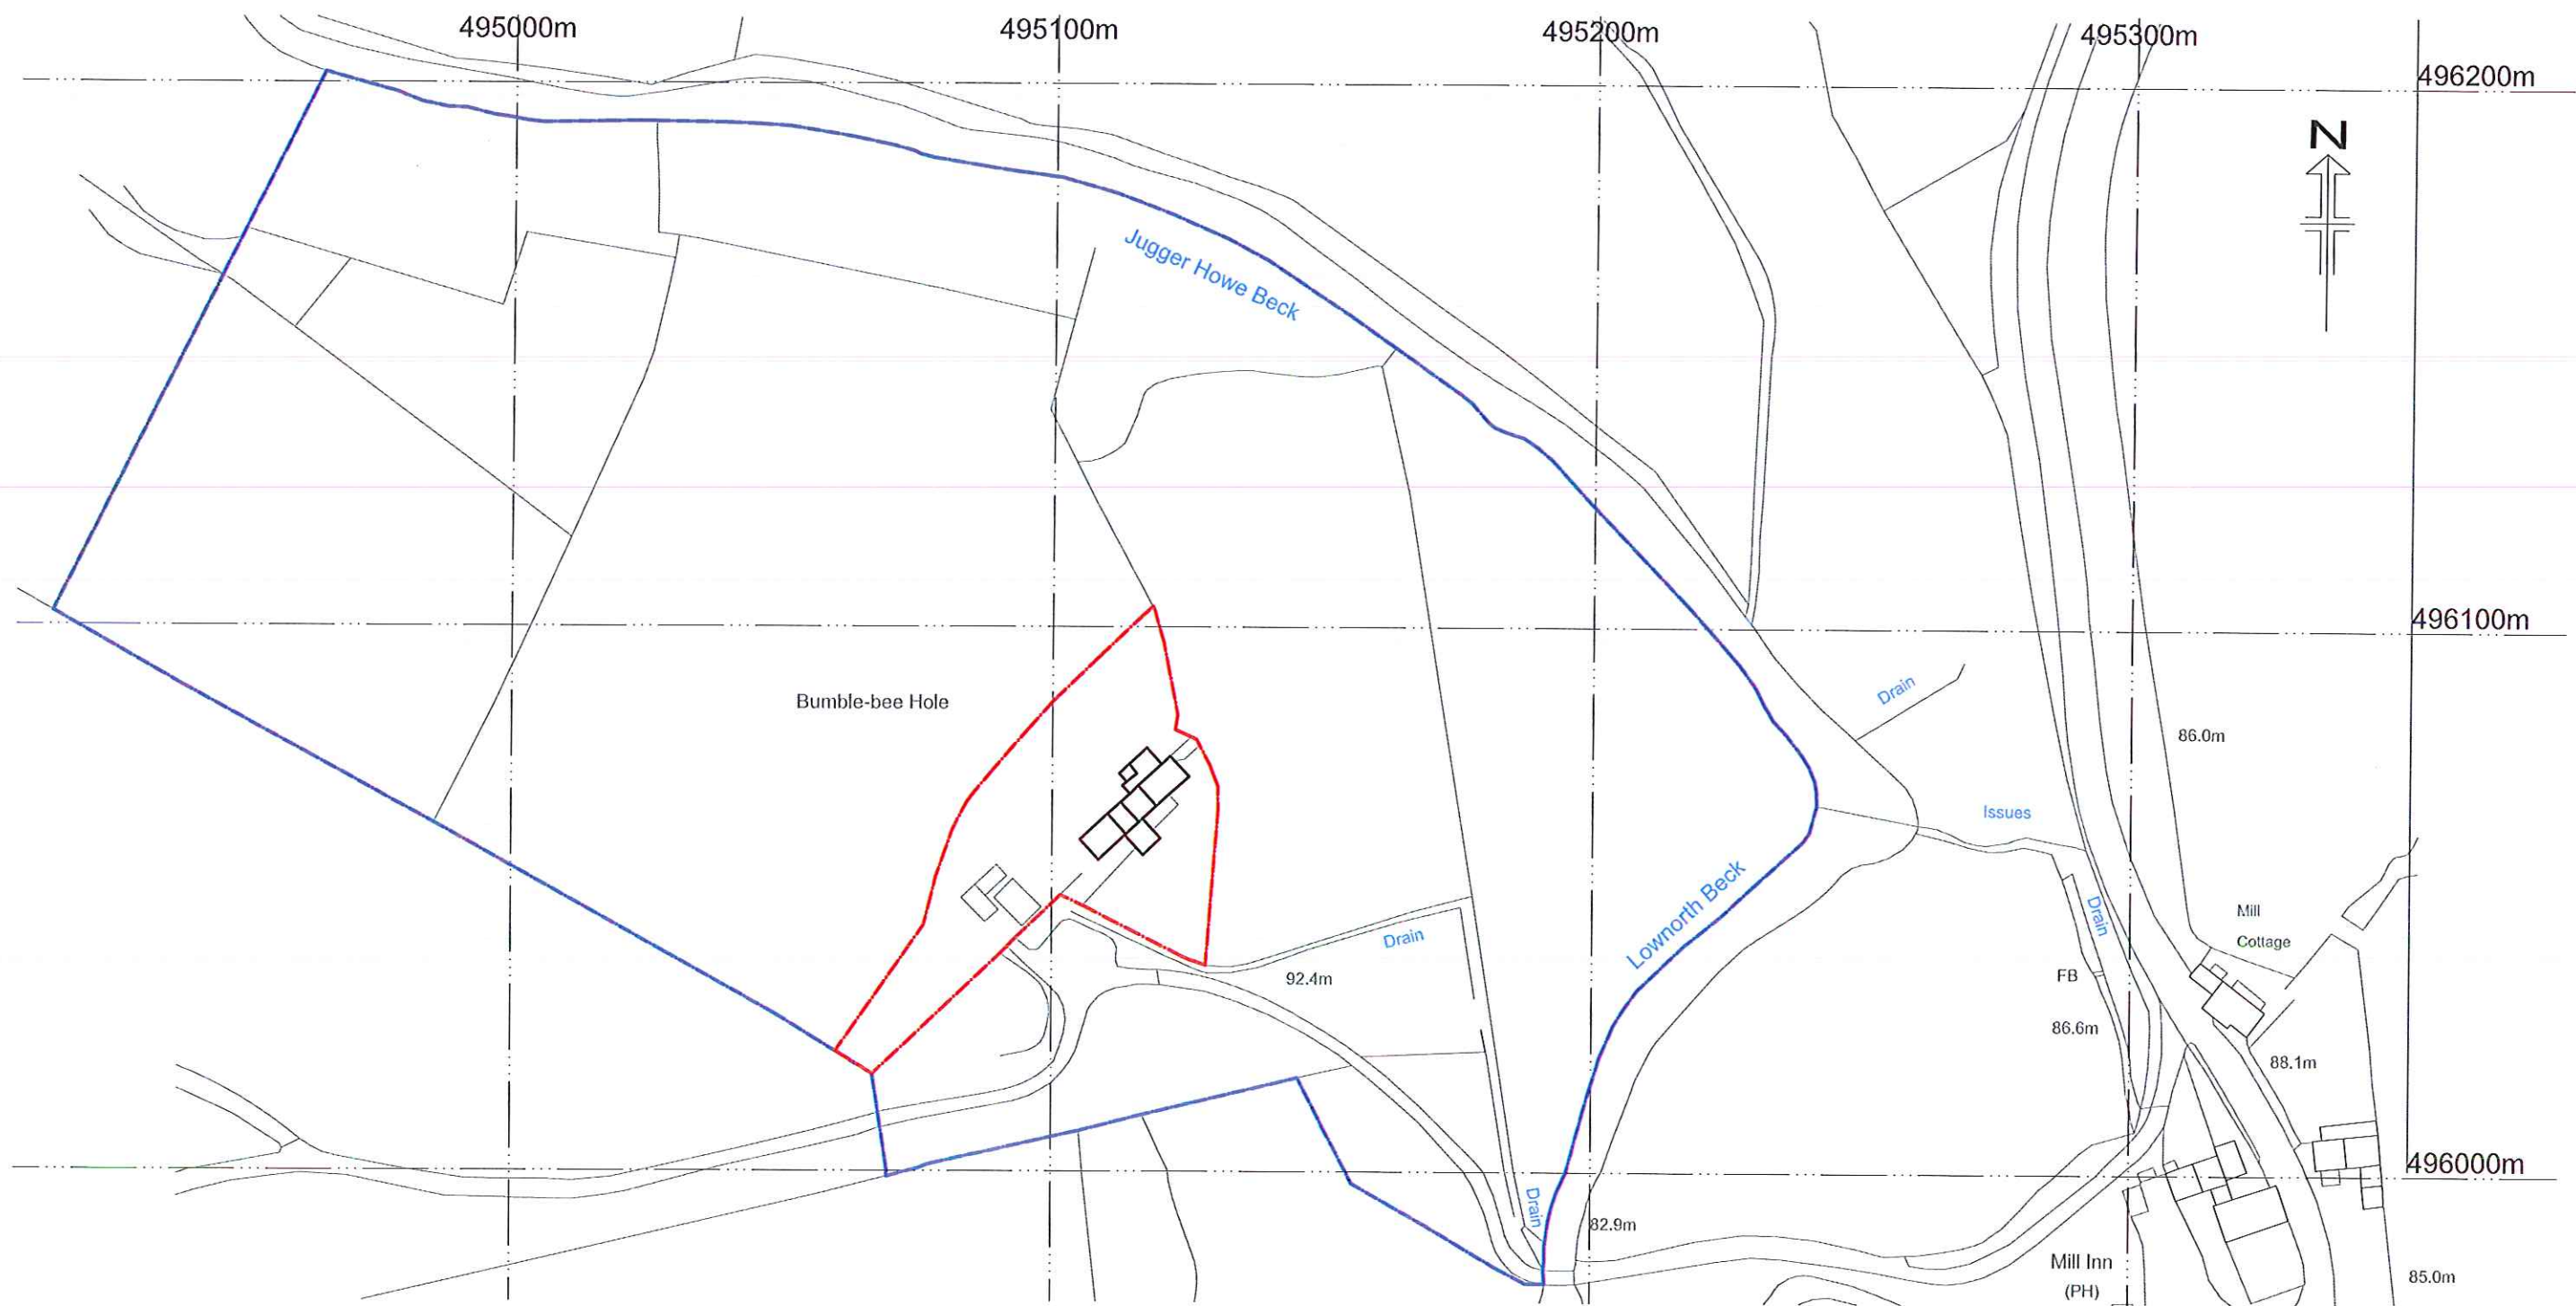 495000m
495100m
495200m
495300m
496200m
N
Jugger Howe Beck
496100m
Drain
Bumble-bee Hole
86.0m
Issues
Lownorth Beck
Mill
Cottage
Drain
Drain
92.4m
FB
86.6m
88.1m
496000m
Drain
82.9m
Mill Inn
(PH)
85.0m